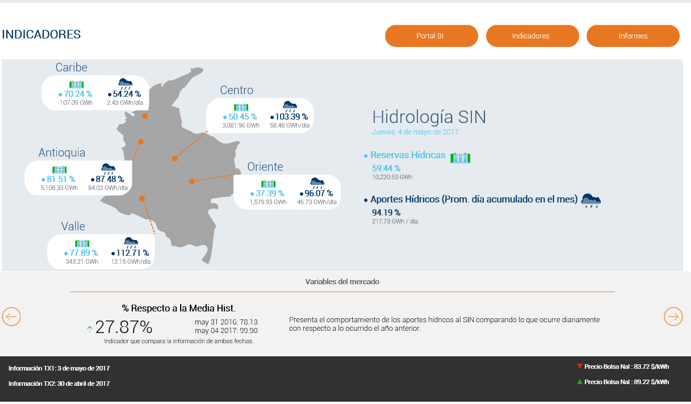 INDICADORES
Portal BI
Indicadores
Informes
Caribe
70.24 %
54.24 %
107.09 GWh
2.43 GWh/día
Centro
50.45 %
103.39 %
3,081.96 GWh
58.48 GWh/día
Antioquia
81.51 %
87.48 %
5,108.33 GWh
84.02 GWh/día
Oriente
37.39 %
96.07 %
1,579.93 GWh
46.73 GWh/día
Valle
77.89 %
112.71 %
343.21 GWh
12.15 GWh/día
Hidrología SIN
Jueves, 4 de mayo de 2017
Reservas Hídricas
59.44 %
10,220.53 GWh
Aportes Hídricos (Prom. día acumulado en el mes)
94.19 %
217.73 GWh / día
Variables del mercado
% Respecto a la Media Hist.
27.87%
may 31 2016: 78.13
may 04 2017: 99.90
Indicador que compara la información de ambas fechas.
Presenta el comportamiento de los aportes hídricos al SIN comparando lo que ocurre diariamente
con respecto a lo ocurrido el año anterior.
Información TX1: 3 de mayo de 2017
Precio Bolsa Nal : 83.72 $/kWh
Información TX2: 30 de abril de 2017
Precio Bolsa Nal : 89.22 $/kWh